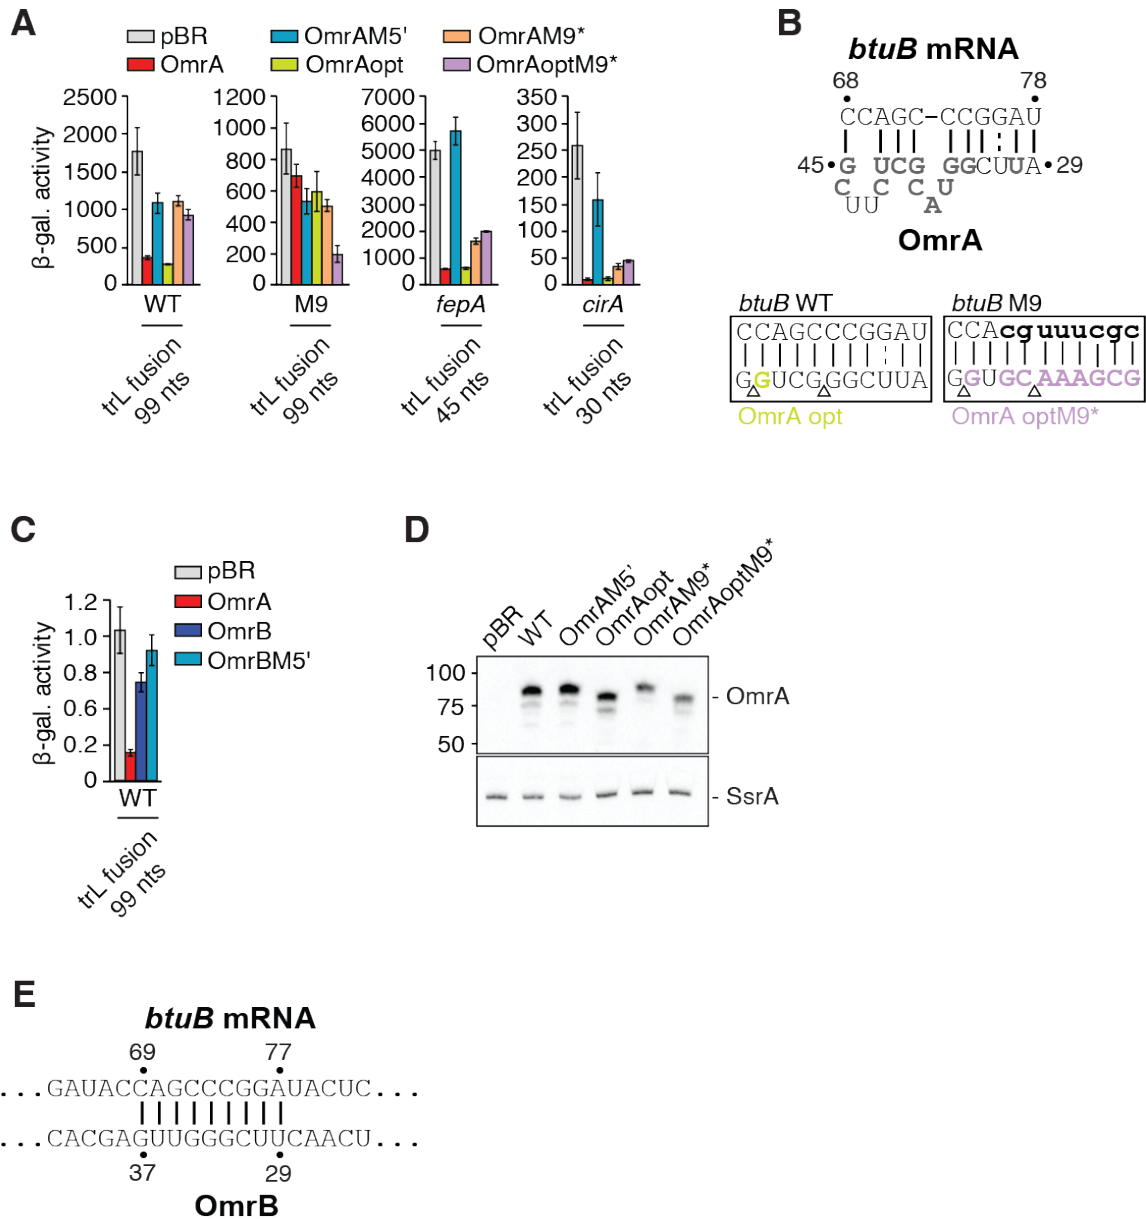 A
pBR
OmrAM5'
OmrAM9*
OmrA
OmrAopt
OmrAoptM9*
β-gal. activity
2500
2000
1500
1000
500
0
WT
trL fusion
99 nts
1200
1000
800
600
400
200
0
M9
trL fusion
99 nts
7000
6000
5000
4000
3000
2000
1000
0
fepA
trL fusion
45 nts
350
300
250
200
150
100
50
0
cirA
trL fusion
30 nts
B
btuB mRNA
68 78
CCAGC-CCGGAU
45 G UCG GGCUUA 29
C C C U
UU A
OmrA
btuB WT
CCAGCCCGGAU
GGUCGGGCUUA
OmrA opt
btuB M9
CCAcguuucgc
GGUGCAAAGCG
OmrA optM9*
C
pBR
OmrA
OmrB
OmrBM5'
β-gal. activity
1.2
1.0
0.8
0.6
0.2
0
WT
trL fusion
99 nts
D
pBR
WT
OmrAM5'
OmrAopt
OmrAM9*
OmrAoptM9*
100
75
50
- OmrA
- SsrA
E
btuB mRNA
69 77
...GAUACCAGCCCGGAUACUC...
...CACGAGUUGGGCUUCAACU...
37 29
OmrB